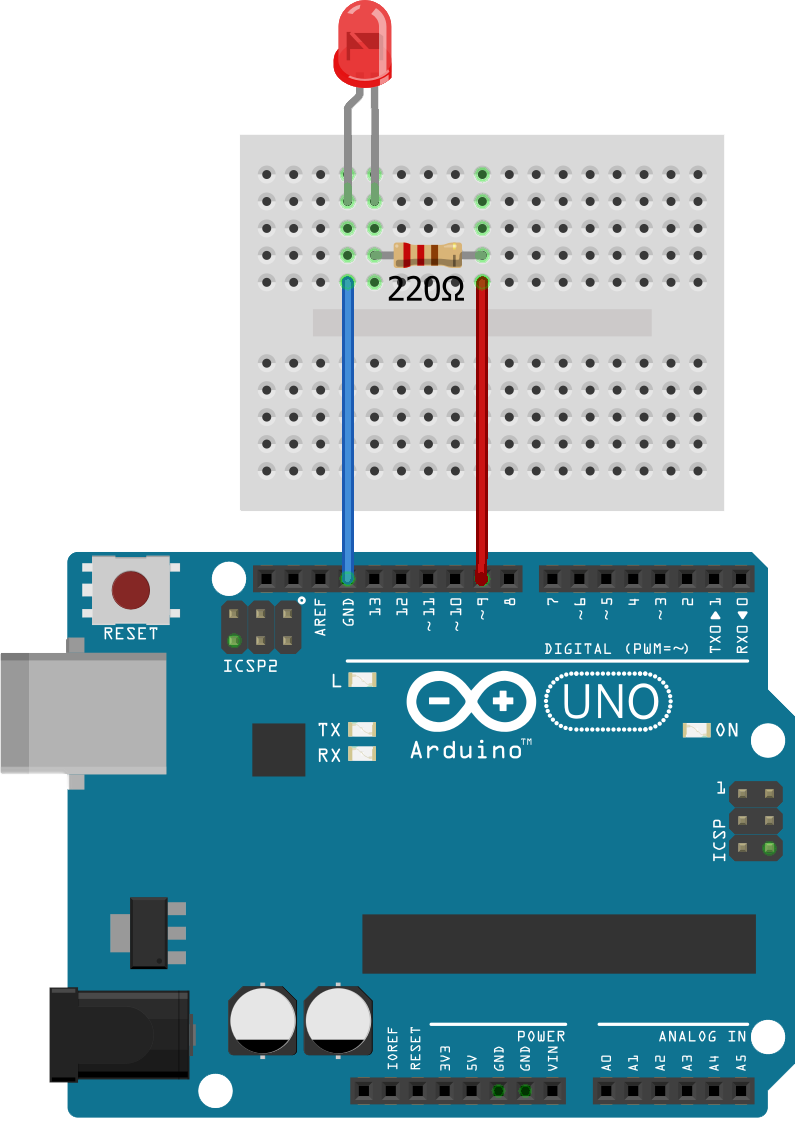 220Ω
AREF
GND
13
12
~11
~10
~9
8
7
~6
~5
4
~3
2
TX0▶1
RX0◀0
RESET
ICSP2
DIGITAL (PWM=~)
L
TX
RX
UNO
Arduino™
ON
1
ICSP
IOREF
RESET
3V3
5V
GND
GND
VIN
POWER
ANALOG IN
A0
A1
A2
A3
A4
A5